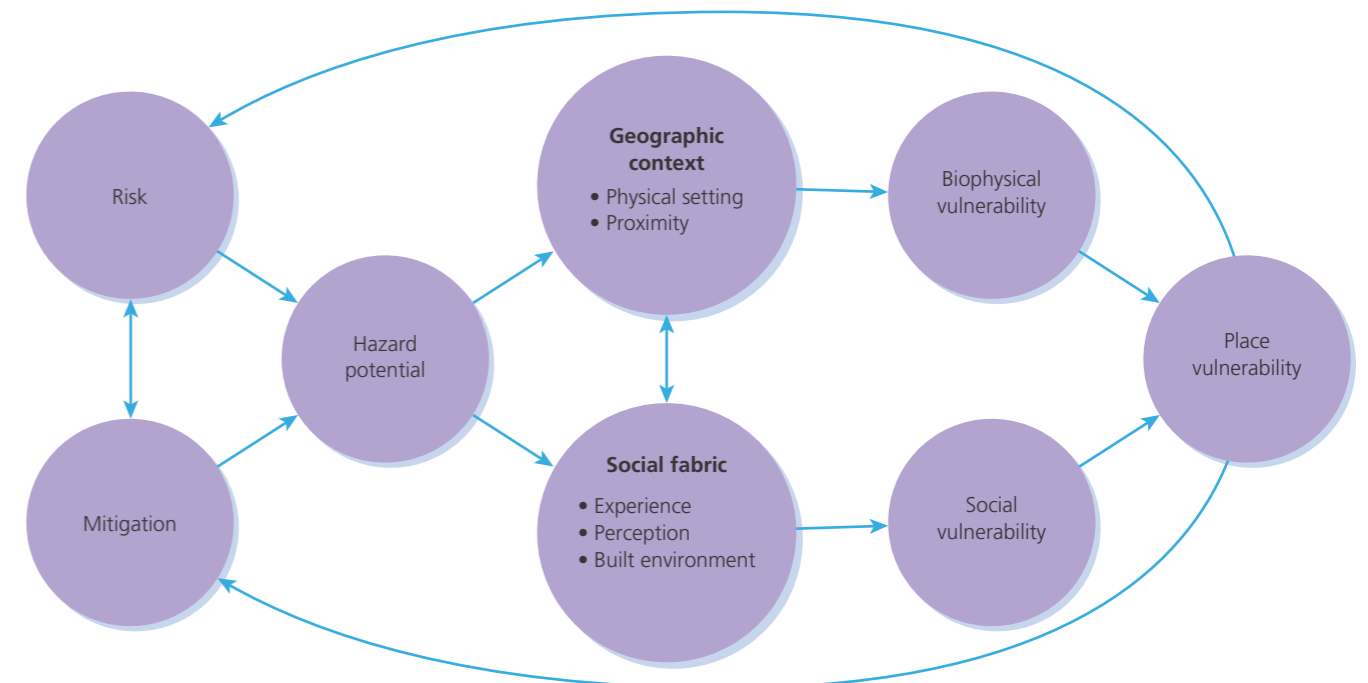 Risk
Mitigation
Hazard
potential
Geographic
context
• Physical setting
• Proximity
Social fabric
• Experience
• Perception
• Built environment
Biophysical
vulnerability
Social
vulnerability
Place
vulnerability